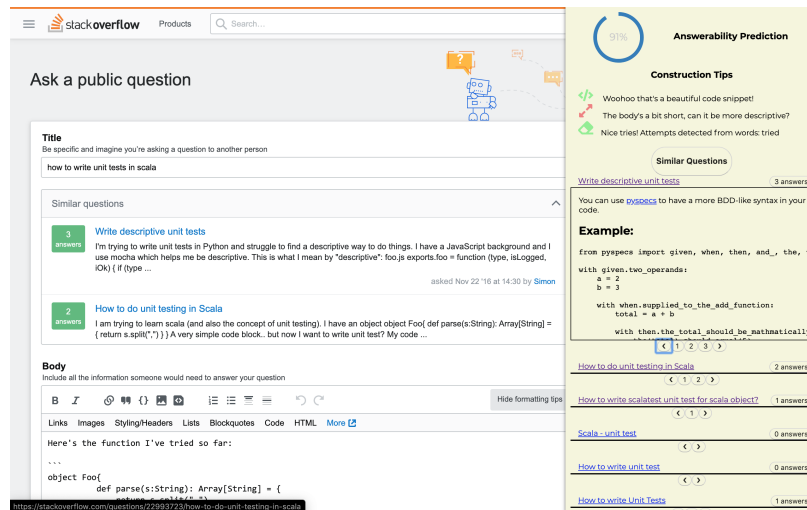 stackoverflow Products Search...
Ask a public question
Title
Be specific and imagine you're asking a question to another person
how to write unit tests in scala
Similar questions
3 answers
Write descriptive unit tests
I'm trying to write unit tests in Python and struggle to find a descriptive way to do things. I have a JavaScript background and I
use mocha which helps me be descriptive. This is what I mean by "descriptive": foo.js exports.foo = function (type, isLogged,
iOk) { if (type ...
asked Nov 22 '16 at 14:30 by Simon
2 answers
How to do unit testing in Scala
I am trying to learn scala (and also the concept of unit testing). I have an object object Foo{ def parse(s:String): Array[String] =
{ return s.split(",") } } A very simple code block.. but now I want to write unit test? My code ...
Body
Include all the information someone would need to answer your question
B I {} Hide formatting tips
Links Images Styling/Headers Lists Blockquotes Code HTML More
Here's the function I've tried so far:
```
object Foo{
def parse(s:String): Array[String] = {
return s.split(",")
https://stackoverflow.com/questions/22993723/how-to-do-unit-testing-in-scala
91% Answerability Prediction
Construction Tips
</> Woohoo that's a beautiful code snippet!
The body's a bit short, can it be more descriptive?
Nice tries! Attempts detected from words: tried
Similar Questions
Write descriptive unit tests 3 answers
You can use pyspecs to have a more BDD-like syntax in your
code.
Example:
from pyspecs import given, when, then, and_, the,
with given.two_operands:
a = 2
b = 3
with when.supplied_to_the_add_function:
total = a + b
with then.the_total_should_be_mathmatically
< 1 2 3 >
How to do unit testing in Scala 2 answers
< 1 2 >
How to write scalatest unit test for scala object? 1 answers
< 1 >
Scala - unit test 0 answers
< >
How to write unit test 0 answers
< >
How to write Unit Tests 1 answers